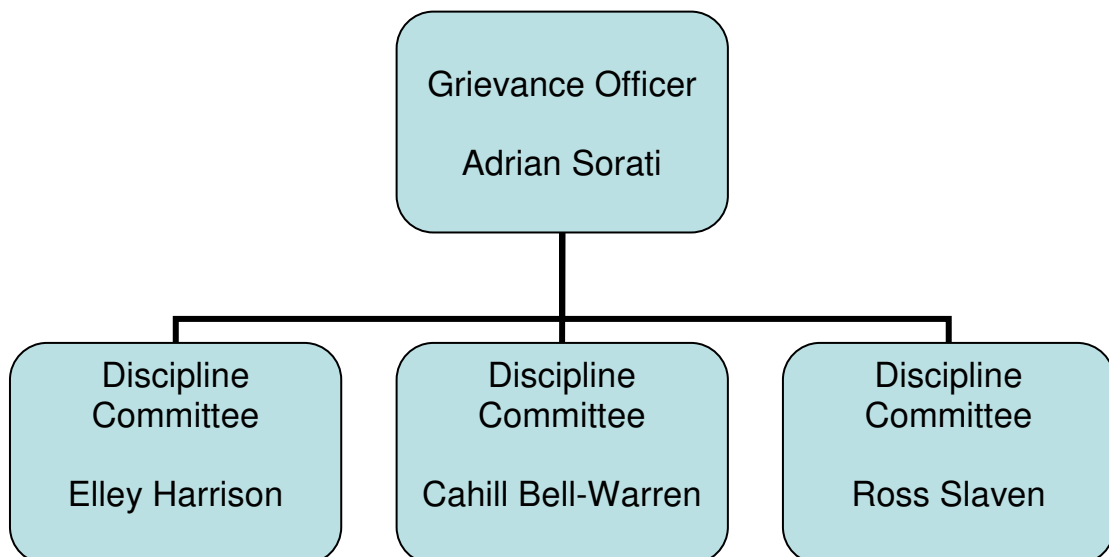 Grievance Officer
Adrian Sorati
Discipline
Committee
Elley Harrison
Discipline
Committee
Cahill Bell-Warren
Discipline
Committee
Ross Slaven